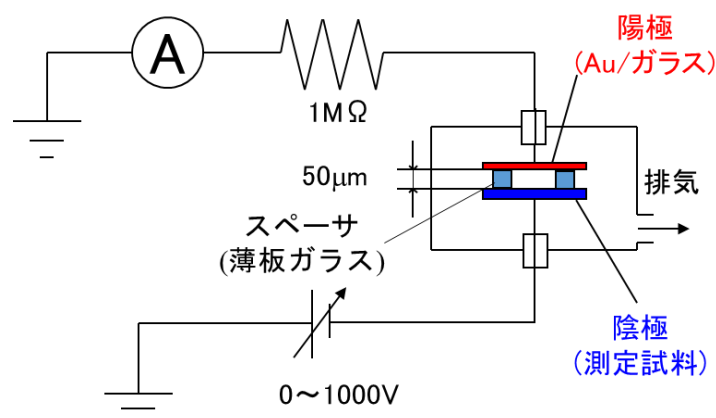 陽極
(Au/ガラス)
A
1MΩ
50μm
排気
スペーサ
(薄板ガラス)
陰極
(測定試料)
0～1000V